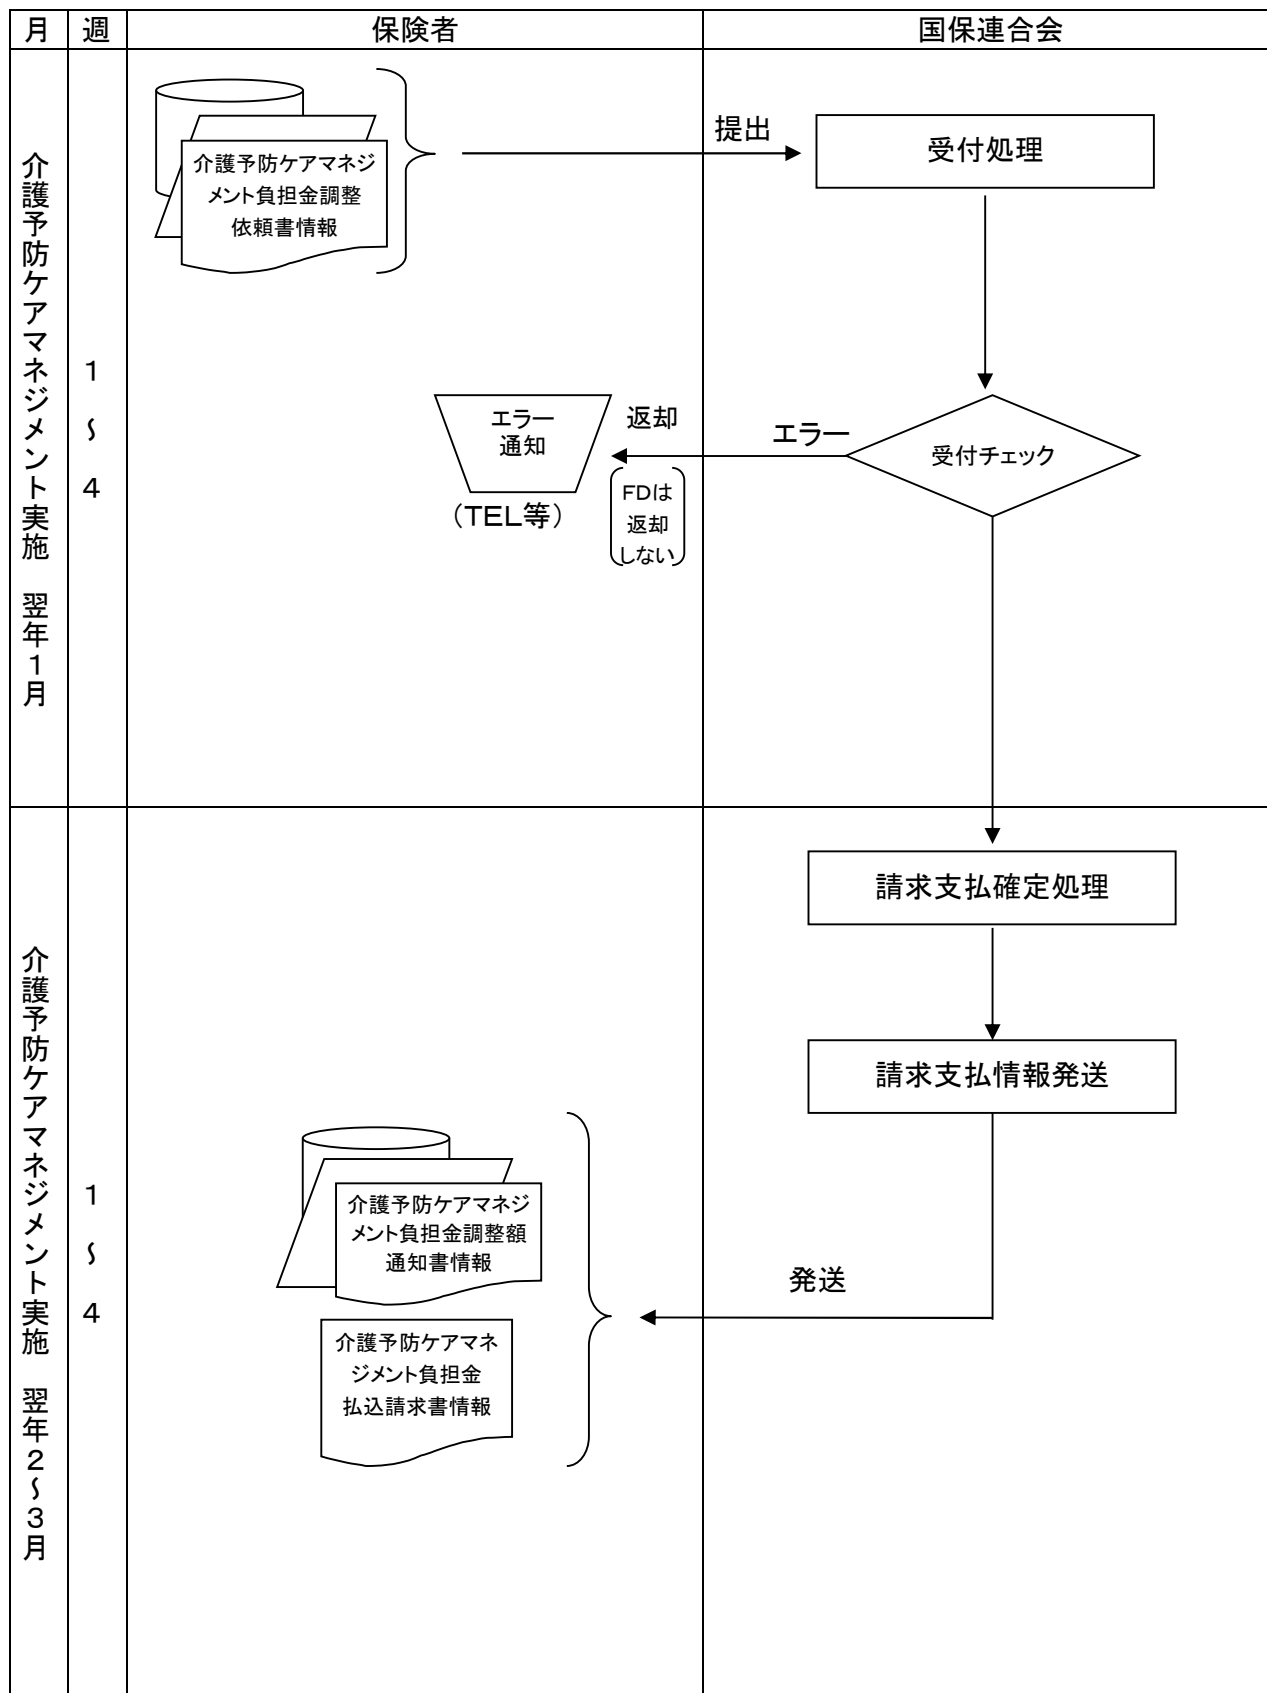 月 週 保険者 国保連合会
介護予防ケアマネジメント実施 翌年1月
1
～
4
介護予防ケアマネジ
メント負担金調整
依頼書情報
提出
受付処理
エラー
通知
(TEL等)
返却
FDは
返却
しない
エラー
受付チェック
介護予防ケアマネジメント実施 翌年2～3月
1
～
4
請求支払確定処理
請求支払情報発送
介護予防ケアマネジ
メント負担金調整額
通知書情報
発送
介護予防ケアマネ
ジメント負担金
払込請求書情報